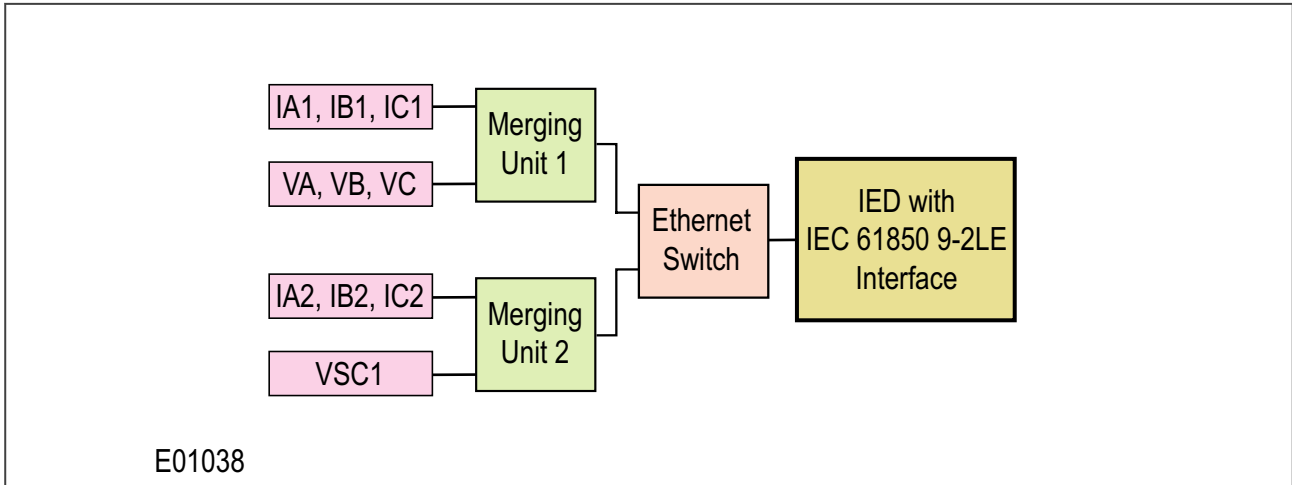 IA1, IB1, IC1
VA, VB, VC
Merging
Unit 1
IA2, IB2, IC2
VSC1
Merging
Unit 2
Ethernet
Switch
IED with
IEC 61850 9-2LE
Interface
E01038